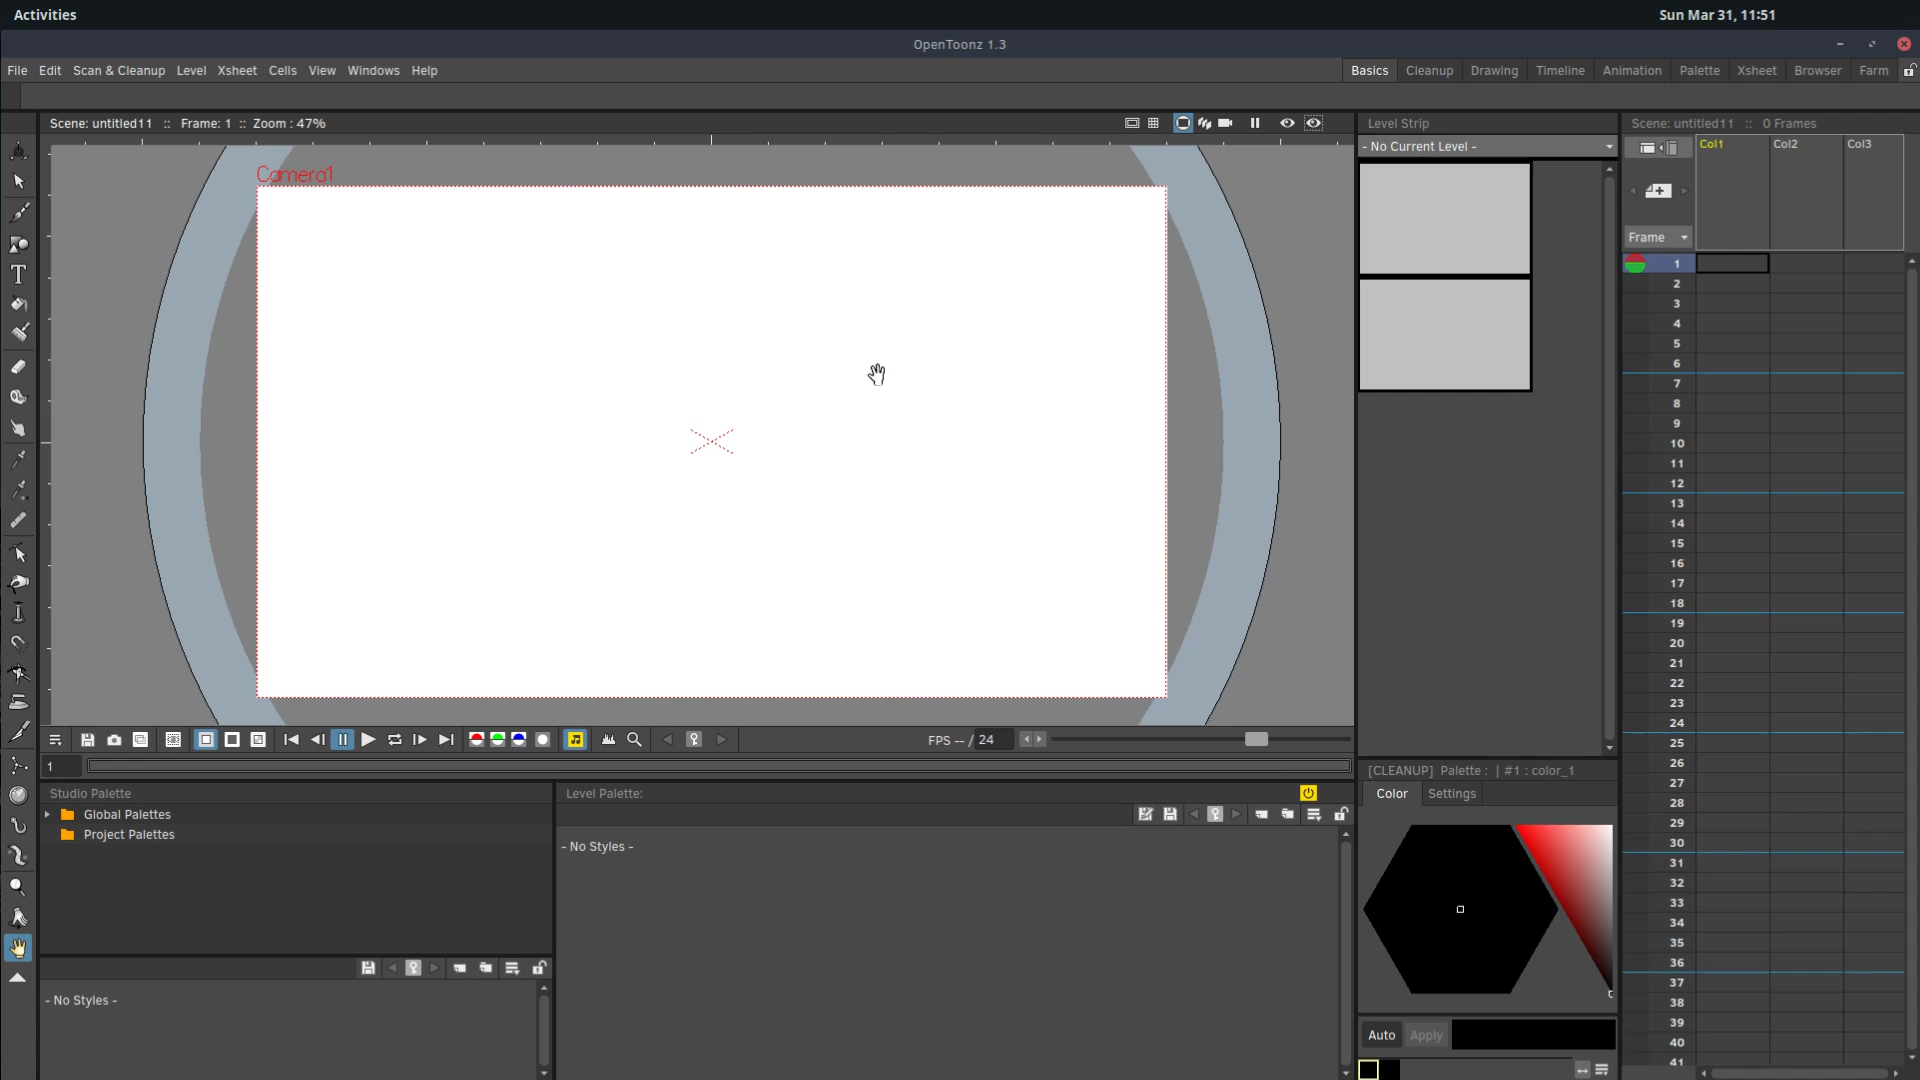 Activities
Sun Mar 31, 11:51
OpenToonz 1.3
File Edit Scan & Cleanup Level Xsheet Cells View Windows Help
Basics Cleanup Drawing Timeline Animation Palette Xsheet Browser Farm
Scene: untitled11 :: Frame: 1 :: Zoom : 47%
Camera1
Level Strip
- No Current Level -
Scene: untitled11 :: 0 Frames
Col1 Col2 Col3
Frame
1
2
3
4
5
6
7
8
9
10
11
12
13
14
15
16
17
18
19
20
21
22
23
24
25
26
27
28
29
30
31
32
33
34
35
36
37
38
39
40
41
FPS -- / 24
1
Studio Palette
Global Palettes
Project Palettes
- No Styles -
Level Palette:
- No Styles -
[CLEANUP] Palette : | #1 : color_1
Color Settings
Auto Apply